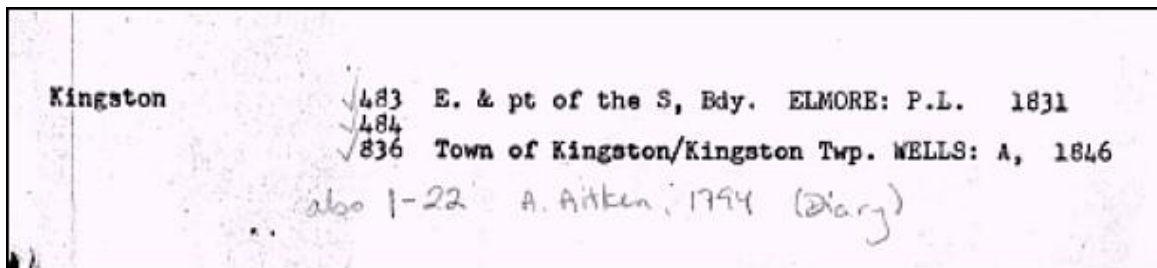 Kingston √483 E. & pt of the S, Bdy. ELMORE: P.L. 1831
√484
√836 Town of Kingston/Kingston Twp. WELLS: A, 1846
also 1-22 A. Aitken, 1794 (Diary)